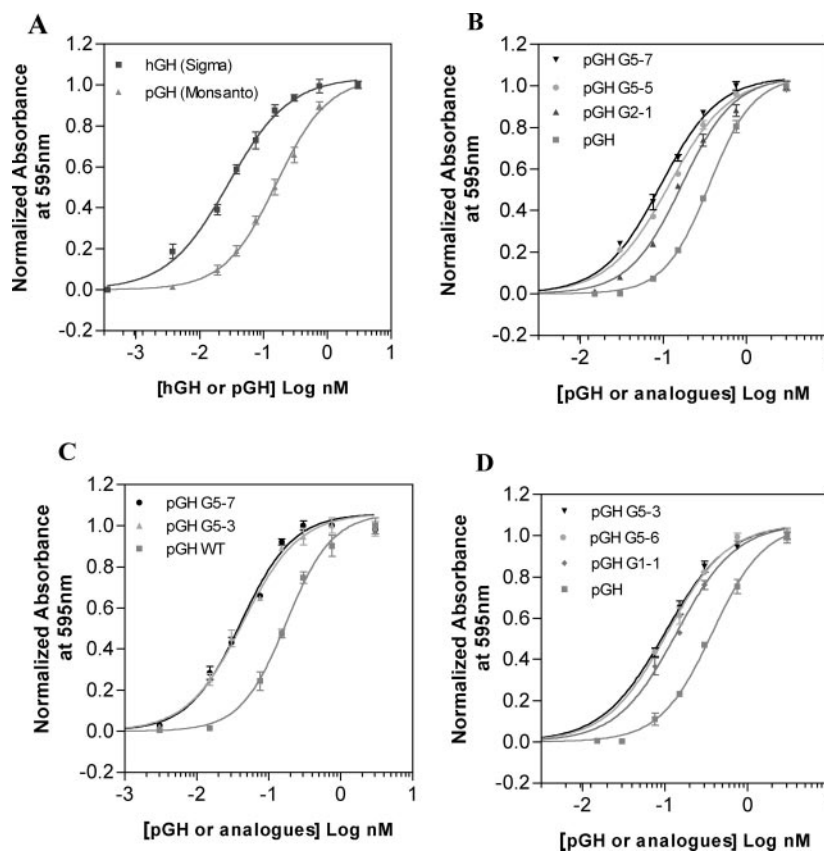 A
hGH (Sigma)
pGH (Monsanto)
Normalized Absorbance
at 595nm
1.2
1.0
0.8
0.6
0.4
0.2
0.0
-0.2
-3
-2
-1
0
1
[hGH or pGH] Log nM
B
pGH G5-7
pGH G5-5
pGH G2-1
pGH
Normalized Absorbance
at 595nm
1.2
1.0
0.8
0.6
0.4
0.2
0.0
-0.2
-2
-1
0
[pGH or analogues] Log nM
C
pGH G5-7
pGH G5-3
pGH WT
Normalized Absorbance
at 595nm
1.2
1.0
0.8
0.6
0.4
0.2
0.0
-0.2
-3
-2
-1
0
1
[pGH or analogues] Log nM
D
pGH G5-3
pGH G5-6
pGH G1-1
pGH
Normalized Absorbance
at 595nm
1.2
1.0
0.8
0.6
0.4
0.2
0.0
-0.2
-2
-1
0
[pGH or analogues] Log nM